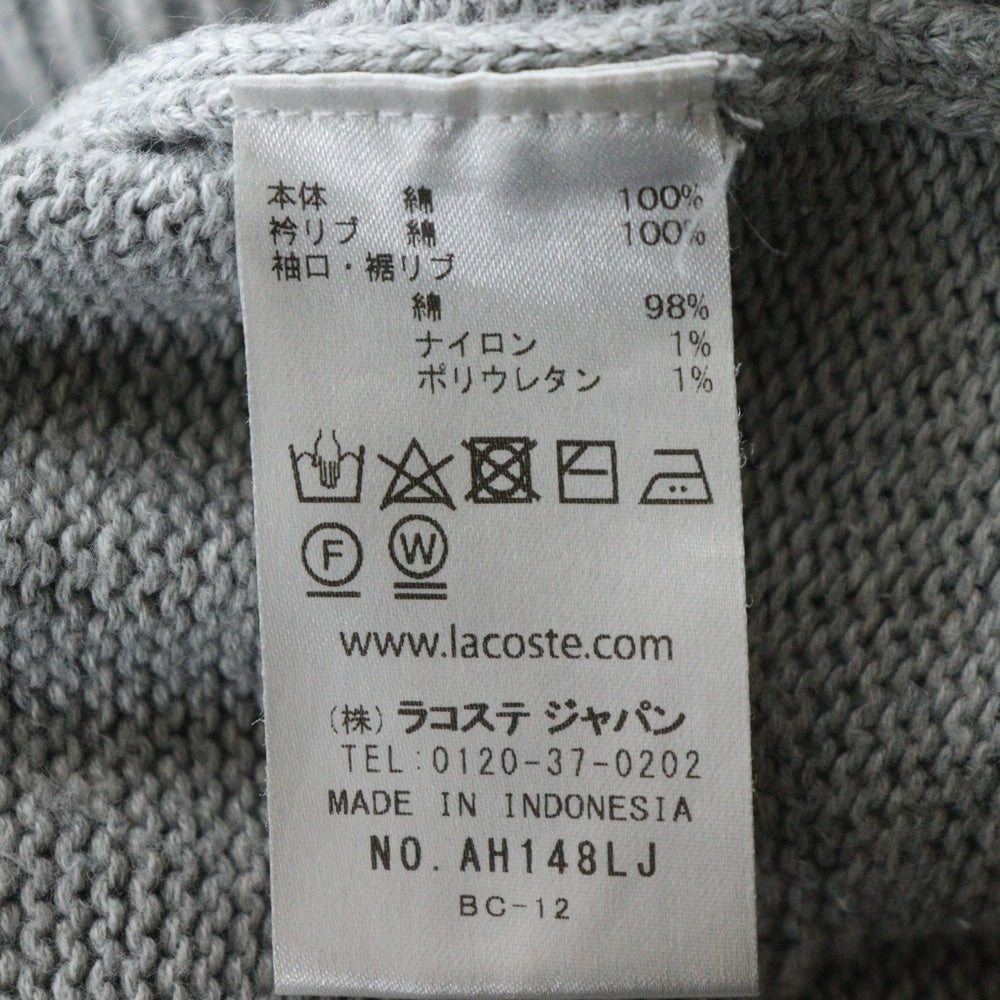 本体 綿 100%
衿リブ 綿 100%
袖口・裾リブ
綿 98%
ナイロン 1%
ポリウレタン 1%
F W
www.lacoste.com
(株) ラコステ ジャパン
TEL:0120-37-0202
MADE IN INDONESIA
NO. AH148LJ
BC-12